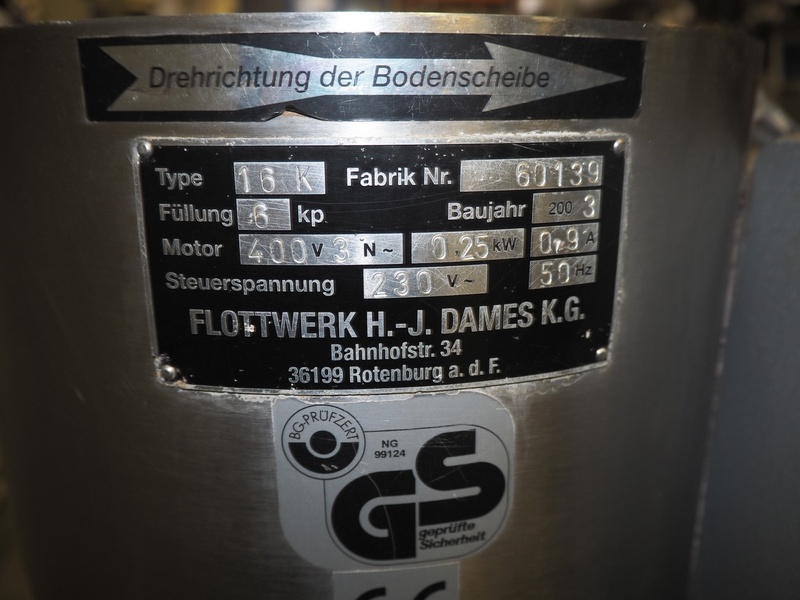 Drehrichtung der Bodenscheibe
Type 16 K Fabrik Nr. 60139
Füllung 6 kp Baujahr 2003
Motor 400 V 3 N~ 0,25 kW 0,9 A
Steuerspannung 230 V~ 50 Hz
FLOTTWERK H.-J. DAMES K.G.
Bahnhofstr. 34
36199 Rotenburg a. d. F.
BG-PRÜFZERT
NG
99124
GS
geprüfte
Sicherheit